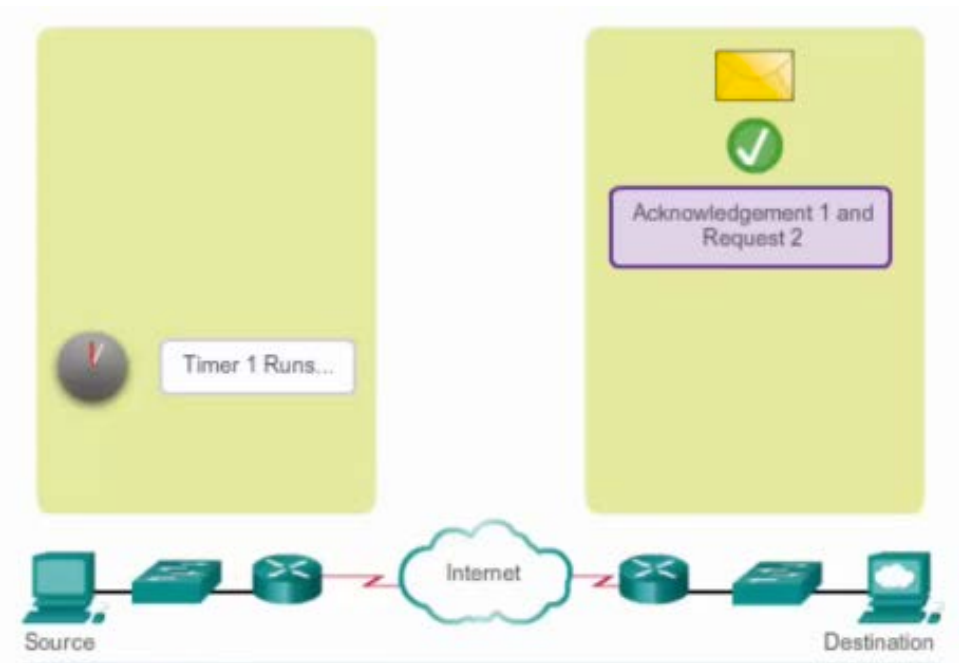 Acknowledgement 1 and
Request 2
Timer 1 Runs...
Internet
Source
Destination